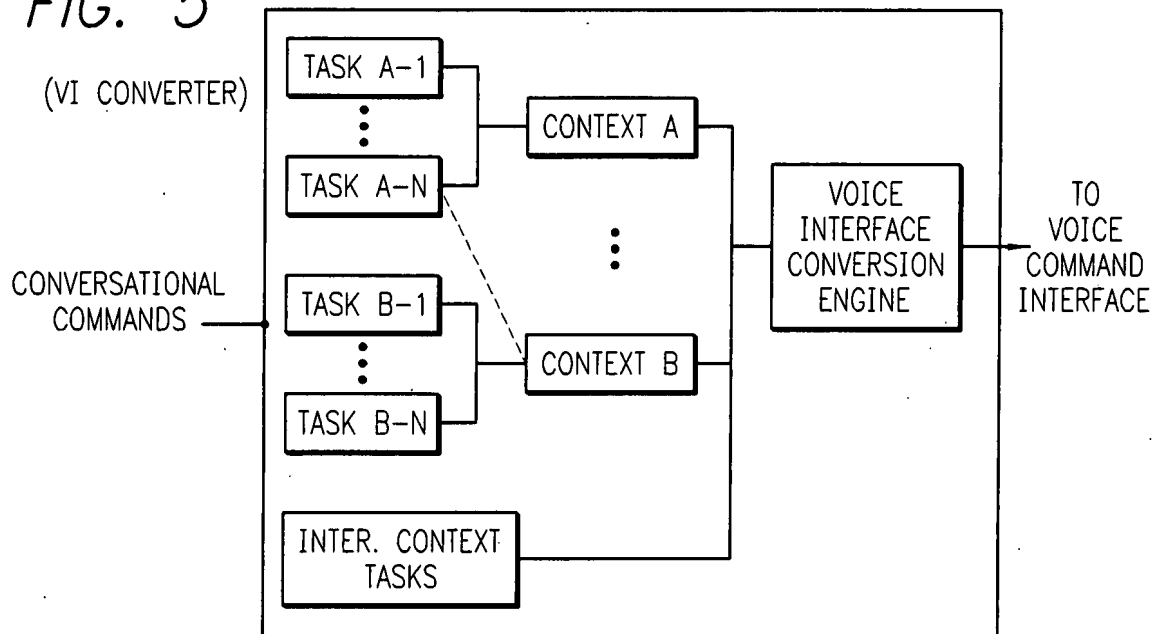 FIG. 5
(VI CONVERTER)
CONVERSATIONAL
COMMANDS
TASK A-1
TASK A-N
TASK B-1
TASK B-N
INTER. CONTEXT
TASKS
CONTEXT A
CONTEXT B
VOICE
INTERFACE
CONVERSION
ENGINE
TO
VOICE
COMMAND
INTERFACE